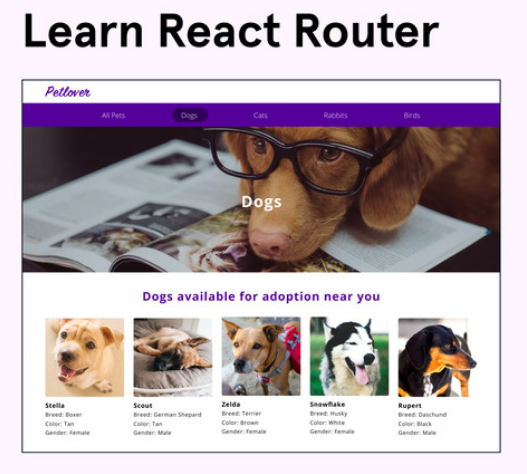 Learn React Router
Petlover
All Pets Dogs Cats Rabbits Birds
Dogs
Dogs available for adoption near you
Stella
Breed: Boxer
Color: Tan
Gender: Female
Scout
Breed: German Shepard
Color: Tan
Gender: Male
Zelda
Breed: Terrier
Color: Brown
Gender: Female
Snowflake
Breed: Husky
Color: White
Gender: Female
Rupert
Breed: Daschund
Color: Black
Gender: Male